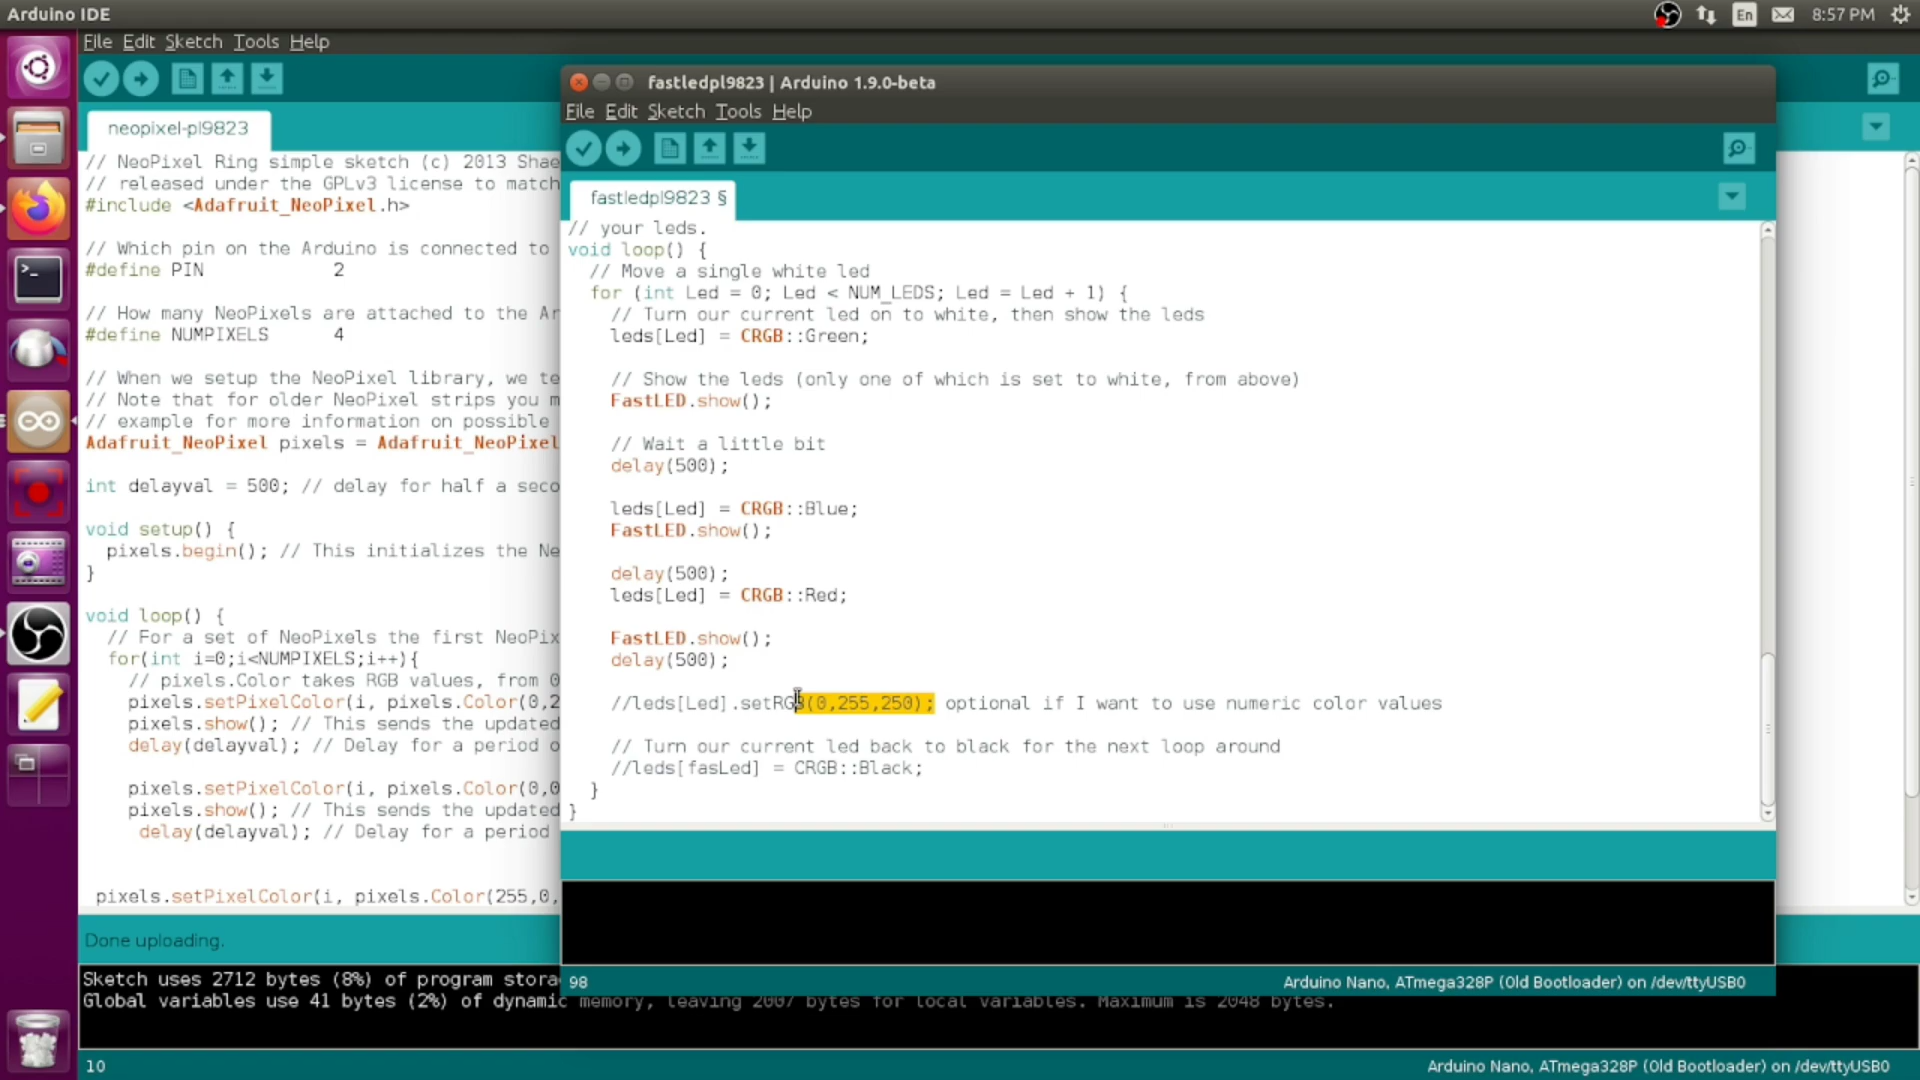 Arduino IDE
En
8:57 PM
File Edit Sketch Tools Help
neopixel-pl9823
// NeoPixel Ring simple sketch (c) 2013 Shae
// released under the GPLv3 license to match
#include <Adafruit_NeoPixel.h>
// Which pin on the Arduino is connected to
#define PIN 2
// How many NeoPixels are attached to the Ar
#define NUMPIXELS 4
// When we setup the NeoPixel library, we te
// Note that for older NeoPixel strips you m
// example for more information on possible
Adafruit_NeoPixel pixels = Adafruit_NeoPixel
int delayval = 500; // delay for half a seco
void setup() {
pixels.begin(); // This initializes the Ne
}
void loop() {
// For a set of NeoPixels the first NeoPix
for(int i=0;i<NUMPIXELS;i++){
// pixels.Color takes RGB values, from 0
pixels.setPixelColor(i, pixels.Color(0,2
pixels.show(); // This sends the updated
delay(delayval); // Delay for a period o
pixels.setPixelColor(i, pixels.Color(0,0
pixels.show(); // This sends the updated
delay(delayval); // Delay for a period
pixels.setPixelColor(i, pixels.Color(255,0,
Done uploading.
Sketch uses 2712 bytes (8%) of program stora
Global variables use 41 bytes (2%) of dynamic memory, leaving 2007 bytes for local variables. Maximum is 2048 bytes.
10
Arduino Nano, ATmega328P (Old Bootloader) on /dev/ttyUSB0
fastledpl9823 | Arduino 1.9.0-beta
File Edit Sketch Tools Help
fastledpl9823 §
// your leds.
void loop() {
// Move a single white led
for (int Led = 0; Led < NUM_LEDS; Led = Led + 1) {
// Turn our current led on to white, then show the leds
leds[Led] = CRGB::Green;
// Show the leds (only one of which is set to white, from above)
FastLED.show();
// Wait a little bit
delay(500);
leds[Led] = CRGB::Blue;
FastLED.show();
delay(500);
leds[Led] = CRGB::Red;
FastLED.show();
delay(500);
//leds[Led].setRGB(0,255,250); optional if I want to use numeric color values
// Turn our current led back to black for the next loop around
//leds[fasLed] = CRGB::Black;
}
}
98
Arduino Nano, ATmega328P (Old Bootloader) on /dev/ttyUSB0